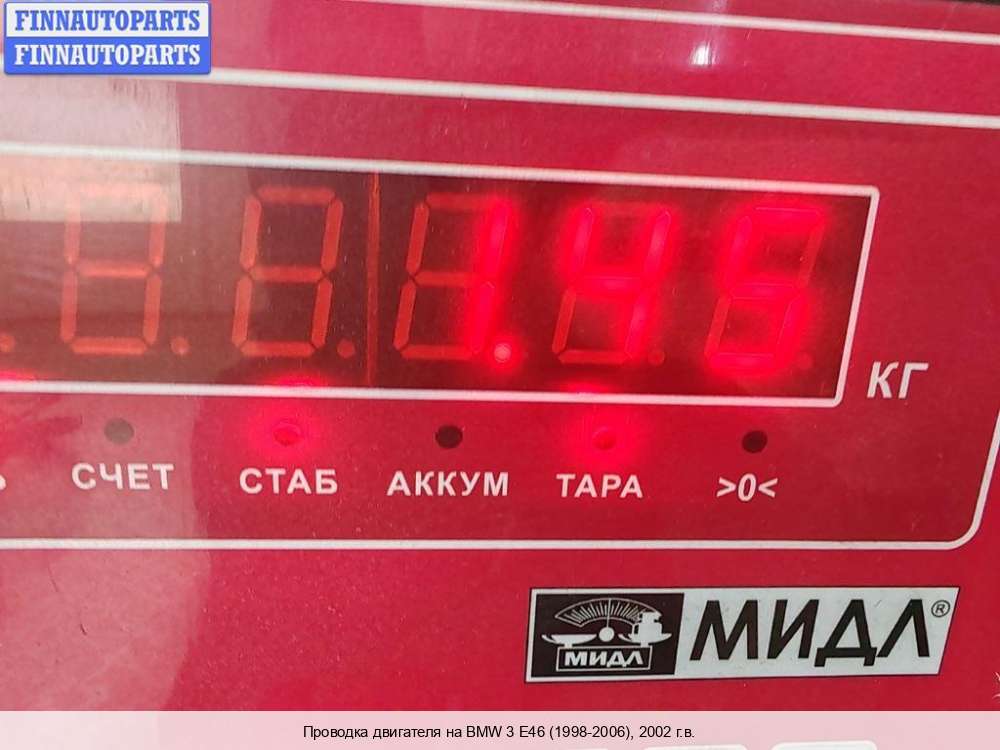 FINNAUTOPARTS
FINNAUTOPARTS
1.45
КГ
СЧЕТ СТАБ АККУМ ТАРА >0<
МИДЛ МИДЛ®
Проводка двигателя на BMW 3 E46 (1998-2006), 2002 г.в.